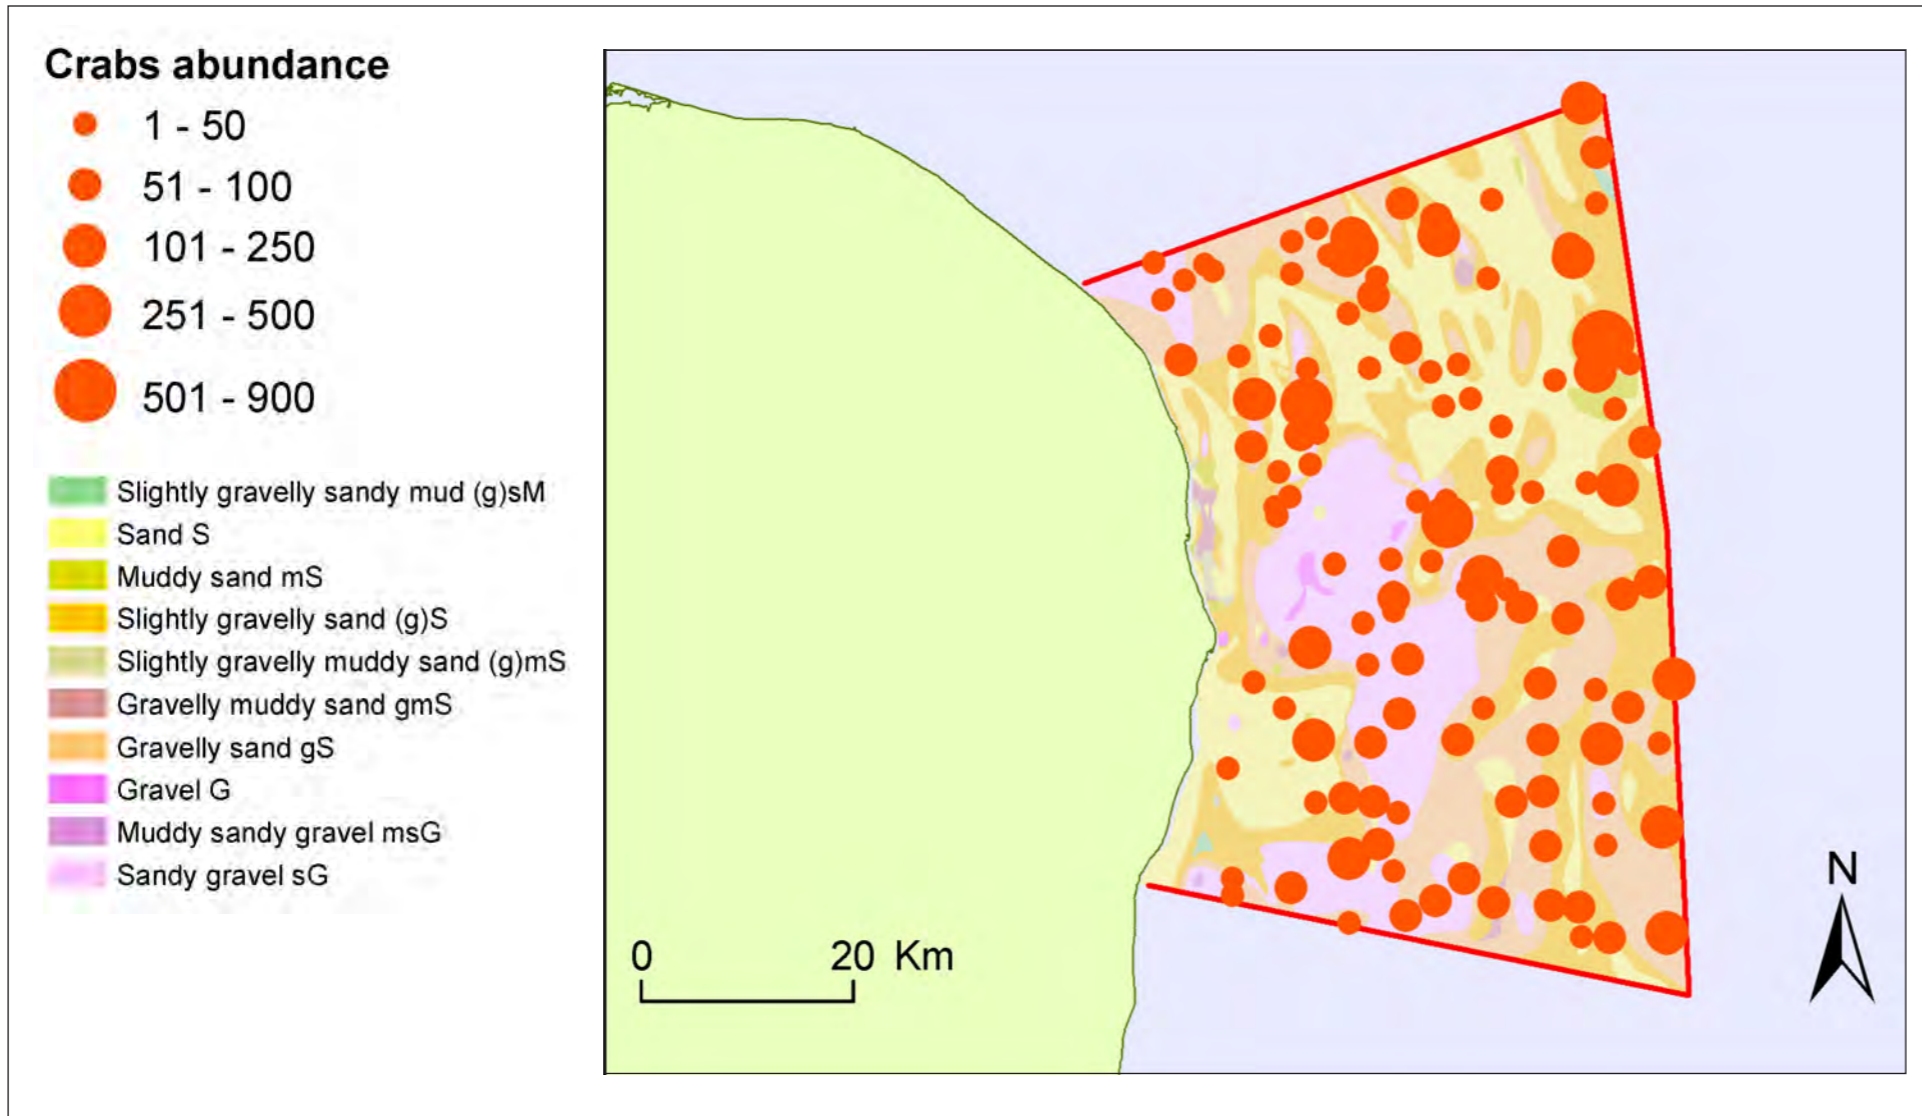 Crabs abundance
1 - 50
51 - 100
101 - 250
251 - 500
501 - 900
Slightly gravelly sandy mud (g)sM
Sand S
Muddy sand mS
Slightly gravelly sand (g)S
Slightly gravelly muddy sand (g)mS
Gravelly muddy sand gmS
Gravelly sand gS
Gravel G
Muddy sandy gravel msG
Sandy gravel sG
0 20 Km
N